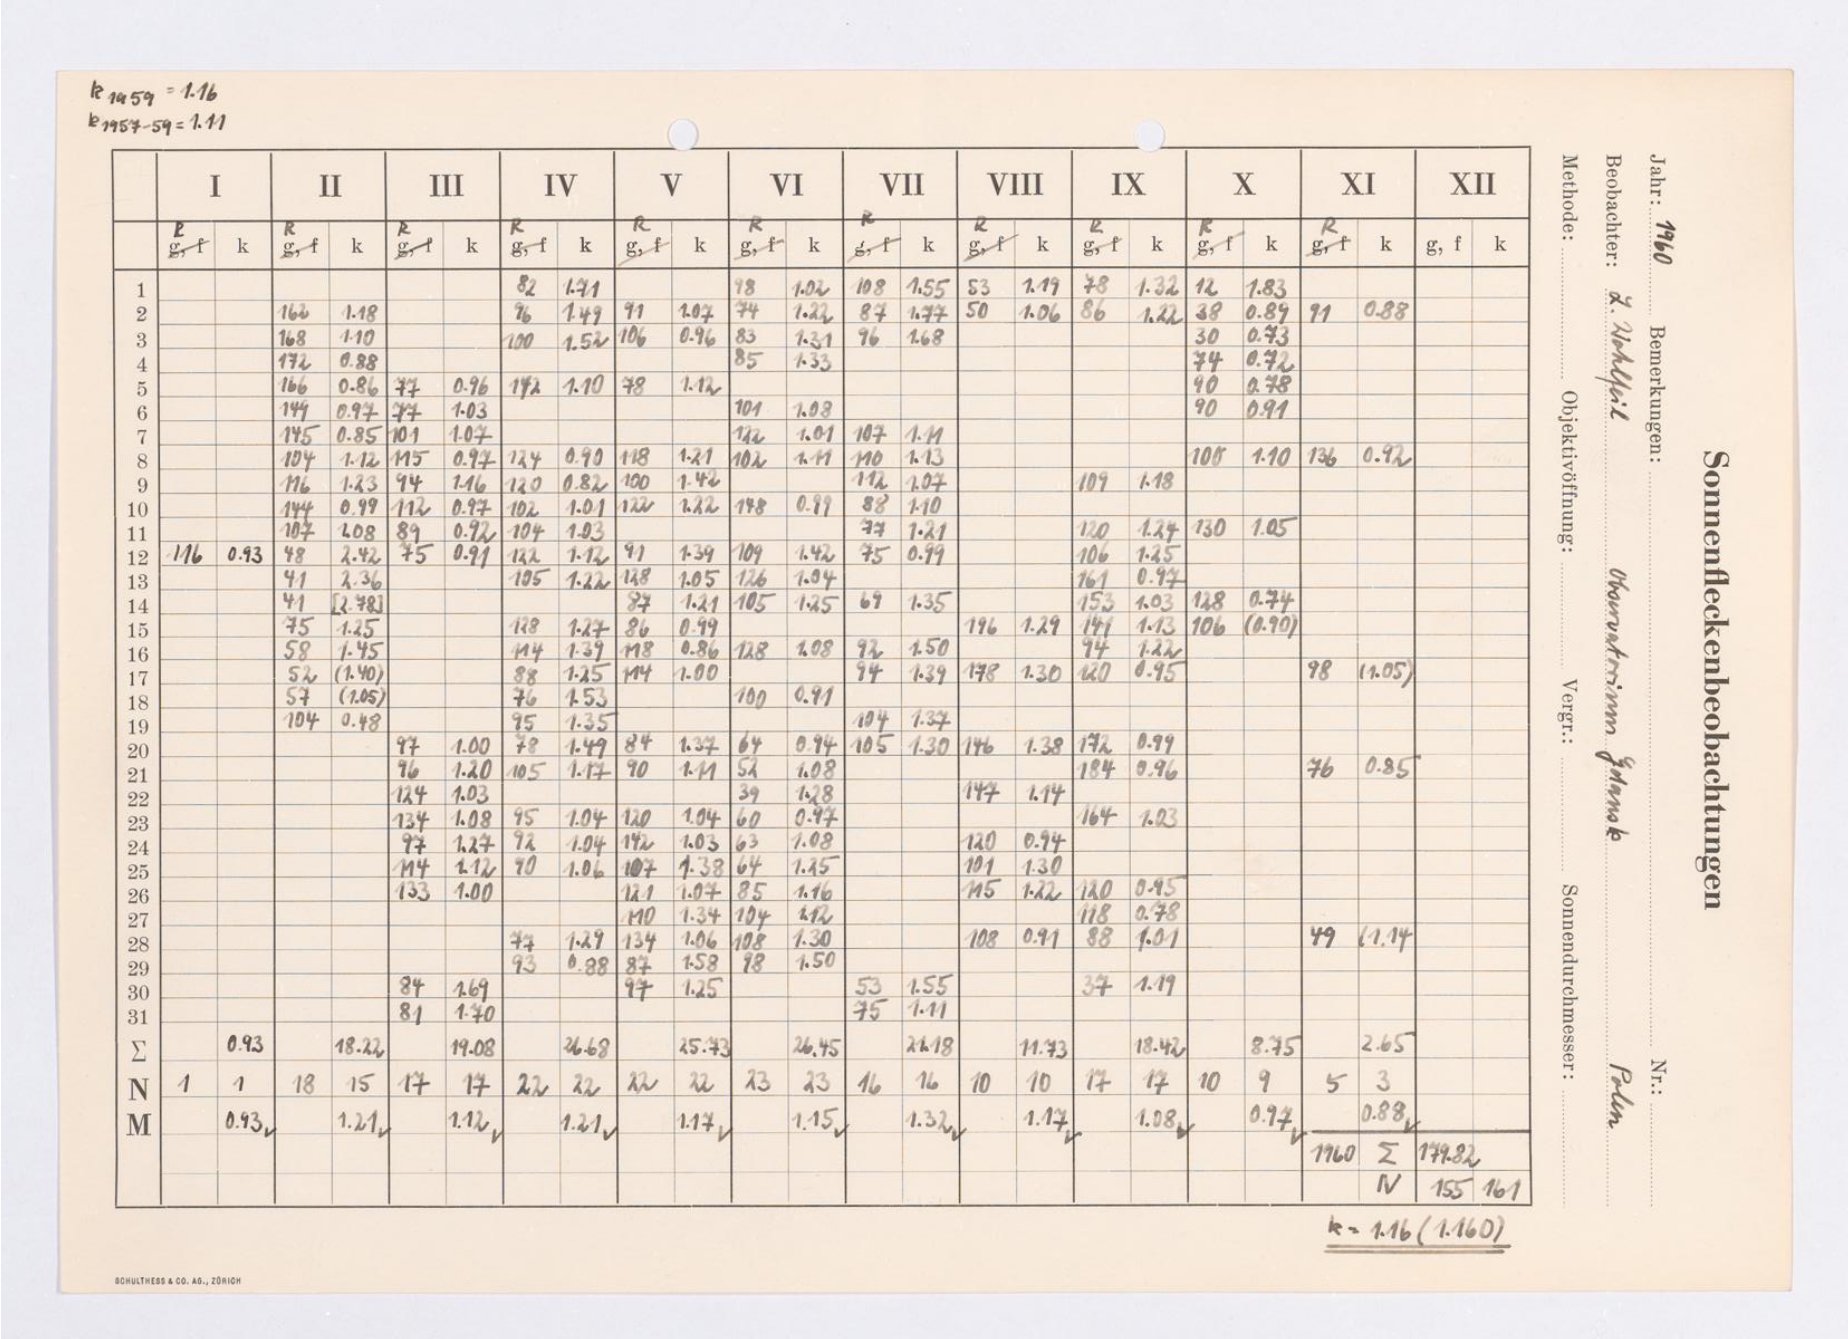 k 1959 = 1.16
k 1957-59 = 1.11
I II III IV V VI VII VIII IX X XI XII
R R R R R R R R R R R
g, f k g, f k g, f k g, f k g, f k g, f k g, f k g, f k g, f k g, f k g, f k g, f k
1 82 1.71 98 1.02 108 1.55 53 1.19 78 1.32 12 1.83
2 162 1.18 96 1.49 91 1.07 74 1.22 87 1.77 50 1.06 86 1.22 38 0.89 91 0.88
3 168 1.10 100 1.52 106 0.96 83 1.31 96 1.68 30 0.73
4 172 0.88 85 1.33 74 0.72
5 166 0.86 77 0.96 142 1.10 78 1.12 90 0.78
6 149 0.97 77 1.03 101 1.08 90 0.91
7 145 0.85 101 1.07 122 1.01 107 1.11
8 104 1.12 115 0.97 124 0.90 118 1.21 102 1.11 110 1.13 1.10 136 0.92
9 116 1.23 94 1.16 120 0.82 100 1.42 112 1.07 109 1.18
10 144 0.99 112 0.97 102 1.01 122 1.22 148 0.99 88 1.10
11 107 1.08 89 0.92 104 1.03 77 1.21 120 1.24 130 1.05
12 116 0.93 48 2.42 75 0.91 122 1.12 91 1.39 109 1.42 75 0.99 106 1.25
13 41 2.36 105 1.22 128 1.05 126 1.04 161 0.97
14 41 [2.78] 87 1.21 105 1.25 69 1.35 153 1.03 128 0.74
15 75 1.25 128 1.27 86 0.99 196 1.29 141 1.13 106 (0.90)
16 58 1.45 114 1.39 118 0.86 128 1.08 92 1.50 94 1.22
17 52 (1.40) 88 1.25 114 1.00 94 1.39 178 1.30 120 0.95 98 (1.05)
18 57 (1.05) 76 1.53 100 0.91
19 104 0.48 95 1.35 104 1.37
20 97 1.00 78 1.49 84 1.37 64 0.94 105 1.30 146 1.38 172 0.99
21 96 1.20 105 1.17 90 1.11 52 1.08 184 0.96 76 0.85
22 124 1.03 39 1.28 147 1.14
23 134 1.08 95 1.04 120 1.04 60 0.97 164 1.03
24 97 1.27 92 1.04 142 1.03 63 1.08 120 0.94
25 114 1.12 90 1.06 107 1.38 64 1.25 101 1.30
26 133 1.00 121 1.07 85 1.16 115 1.22 120 0.95
27 110 1.34 104 1.12 118 0.78
28 77 1.29 134 1.06 108 1.30 108 0.91 88 1.01 49 (1.14
29 93 0.88 87 1.58 98 1.50
30 84 1.69 97 1.25 53 1.55 37 1.19
31 81 1.70 75 1.11
Σ 0.93 18.22 19.08 26.68 25.73 26.45 21.18 11.73 18.42 8.75 2.65
N 1 1 18 15 17 17 22 22 22 22 23 23 16 16 10 10 17 17 10 9 5 3
M 0.93 1.21 1.12 1.21 1.17 1.15 1.32 1.17 1.08 0.97 0.88
1960 Σ 179.82
N 155 161
k = 1.16 (1.160)
SCHULTHESS & CO. AG., ZÜRICH
Sonnenfleckenbeobachtungen
Jahr: 1960 Bemerkungen: Nr.:
Beobachter: Z. Wohlfeil Observatorium Gdansk Polen
Methode: Objektivöffnung: Vergr.: Sonnendurchmesser: